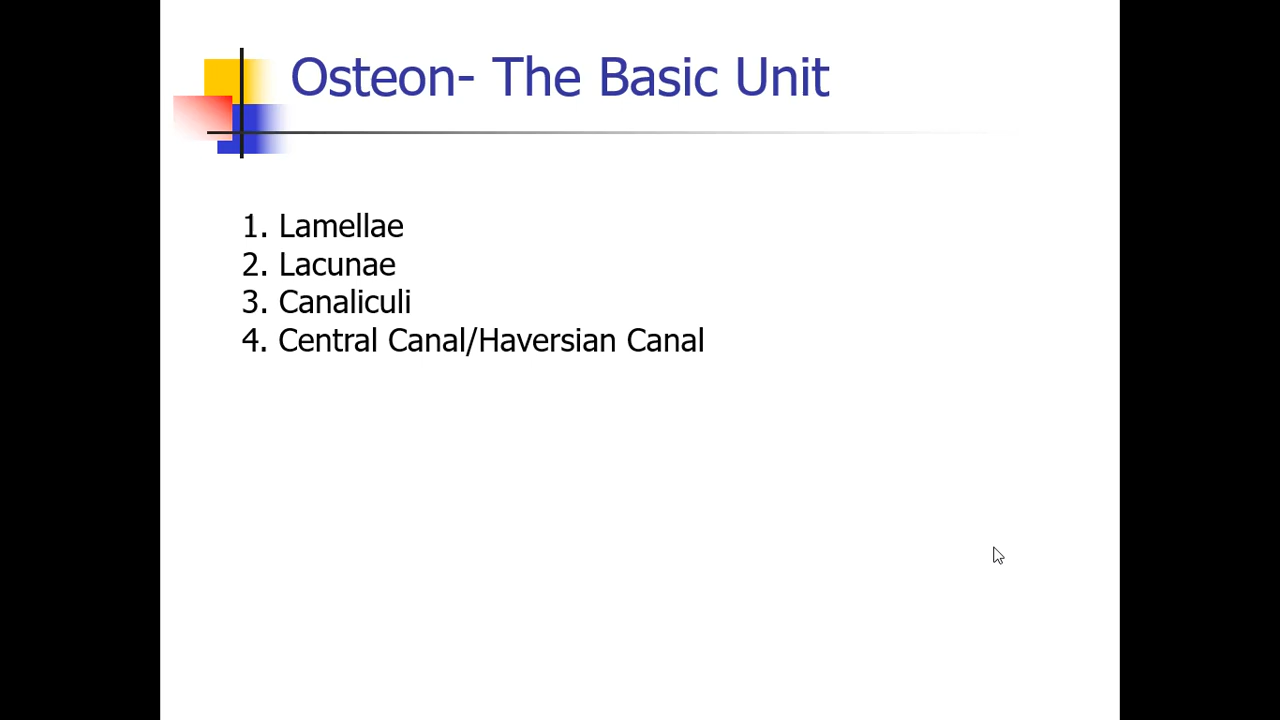 Osteon- The Basic Unit
1. Lamellae
2. Lacunae
3. Canaliculi
4. Central Canal/Haversian Canal